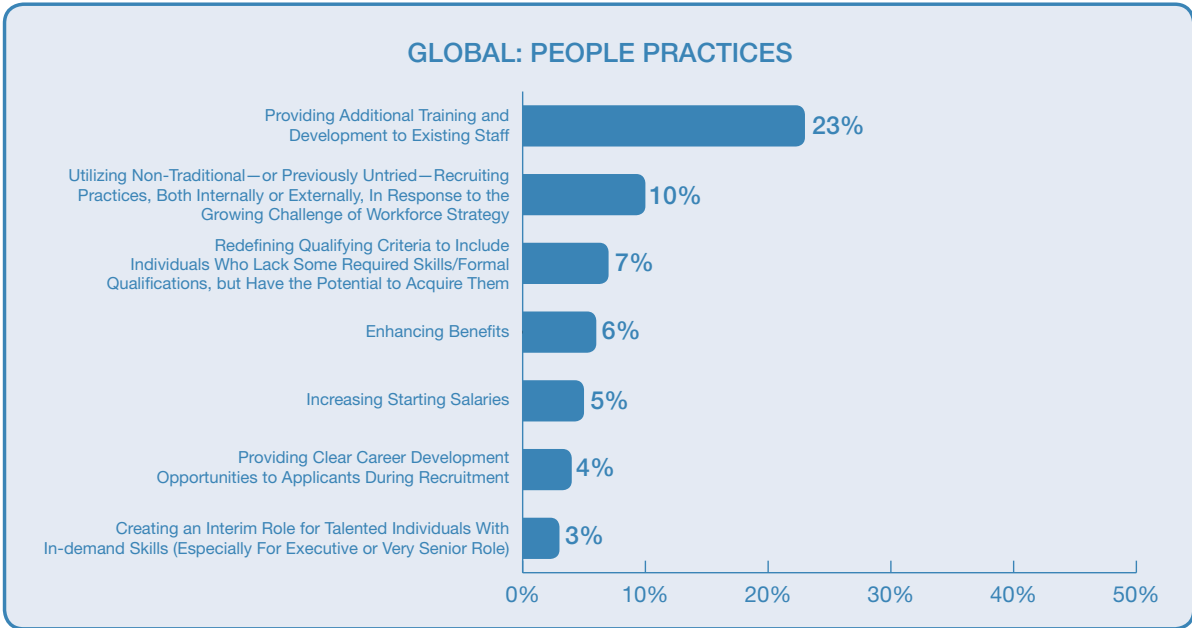 GLOBAL: PEOPLE PRACTICES
Providing Additional Training and
Development to Existing Staff
23%
Utilizing Non-Traditional—or Previously Untried—Recruiting
Practices, Both Internally or Externally, In Response to the
Growing Challenge of Workforce Strategy
10%
Redefining Qualifying Criteria to Include
Individuals Who Lack Some Required Skills/Formal
Qualifications, but Have the Potential to Acquire Them
7%
Enhancing Benefits
6%
Increasing Starting Salaries
5%
Providing Clear Career Development
Opportunities to Applicants During Recruitment
4%
Creating an Interim Role for Talented Individuals With
In-demand Skills (Especially For Executive or Very Senior Role)
3%
0% 10% 20% 30% 40% 50%